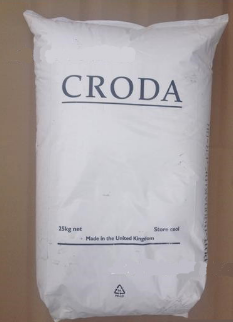 CRODA
25kg net Store cool
Made in the United Kingdom